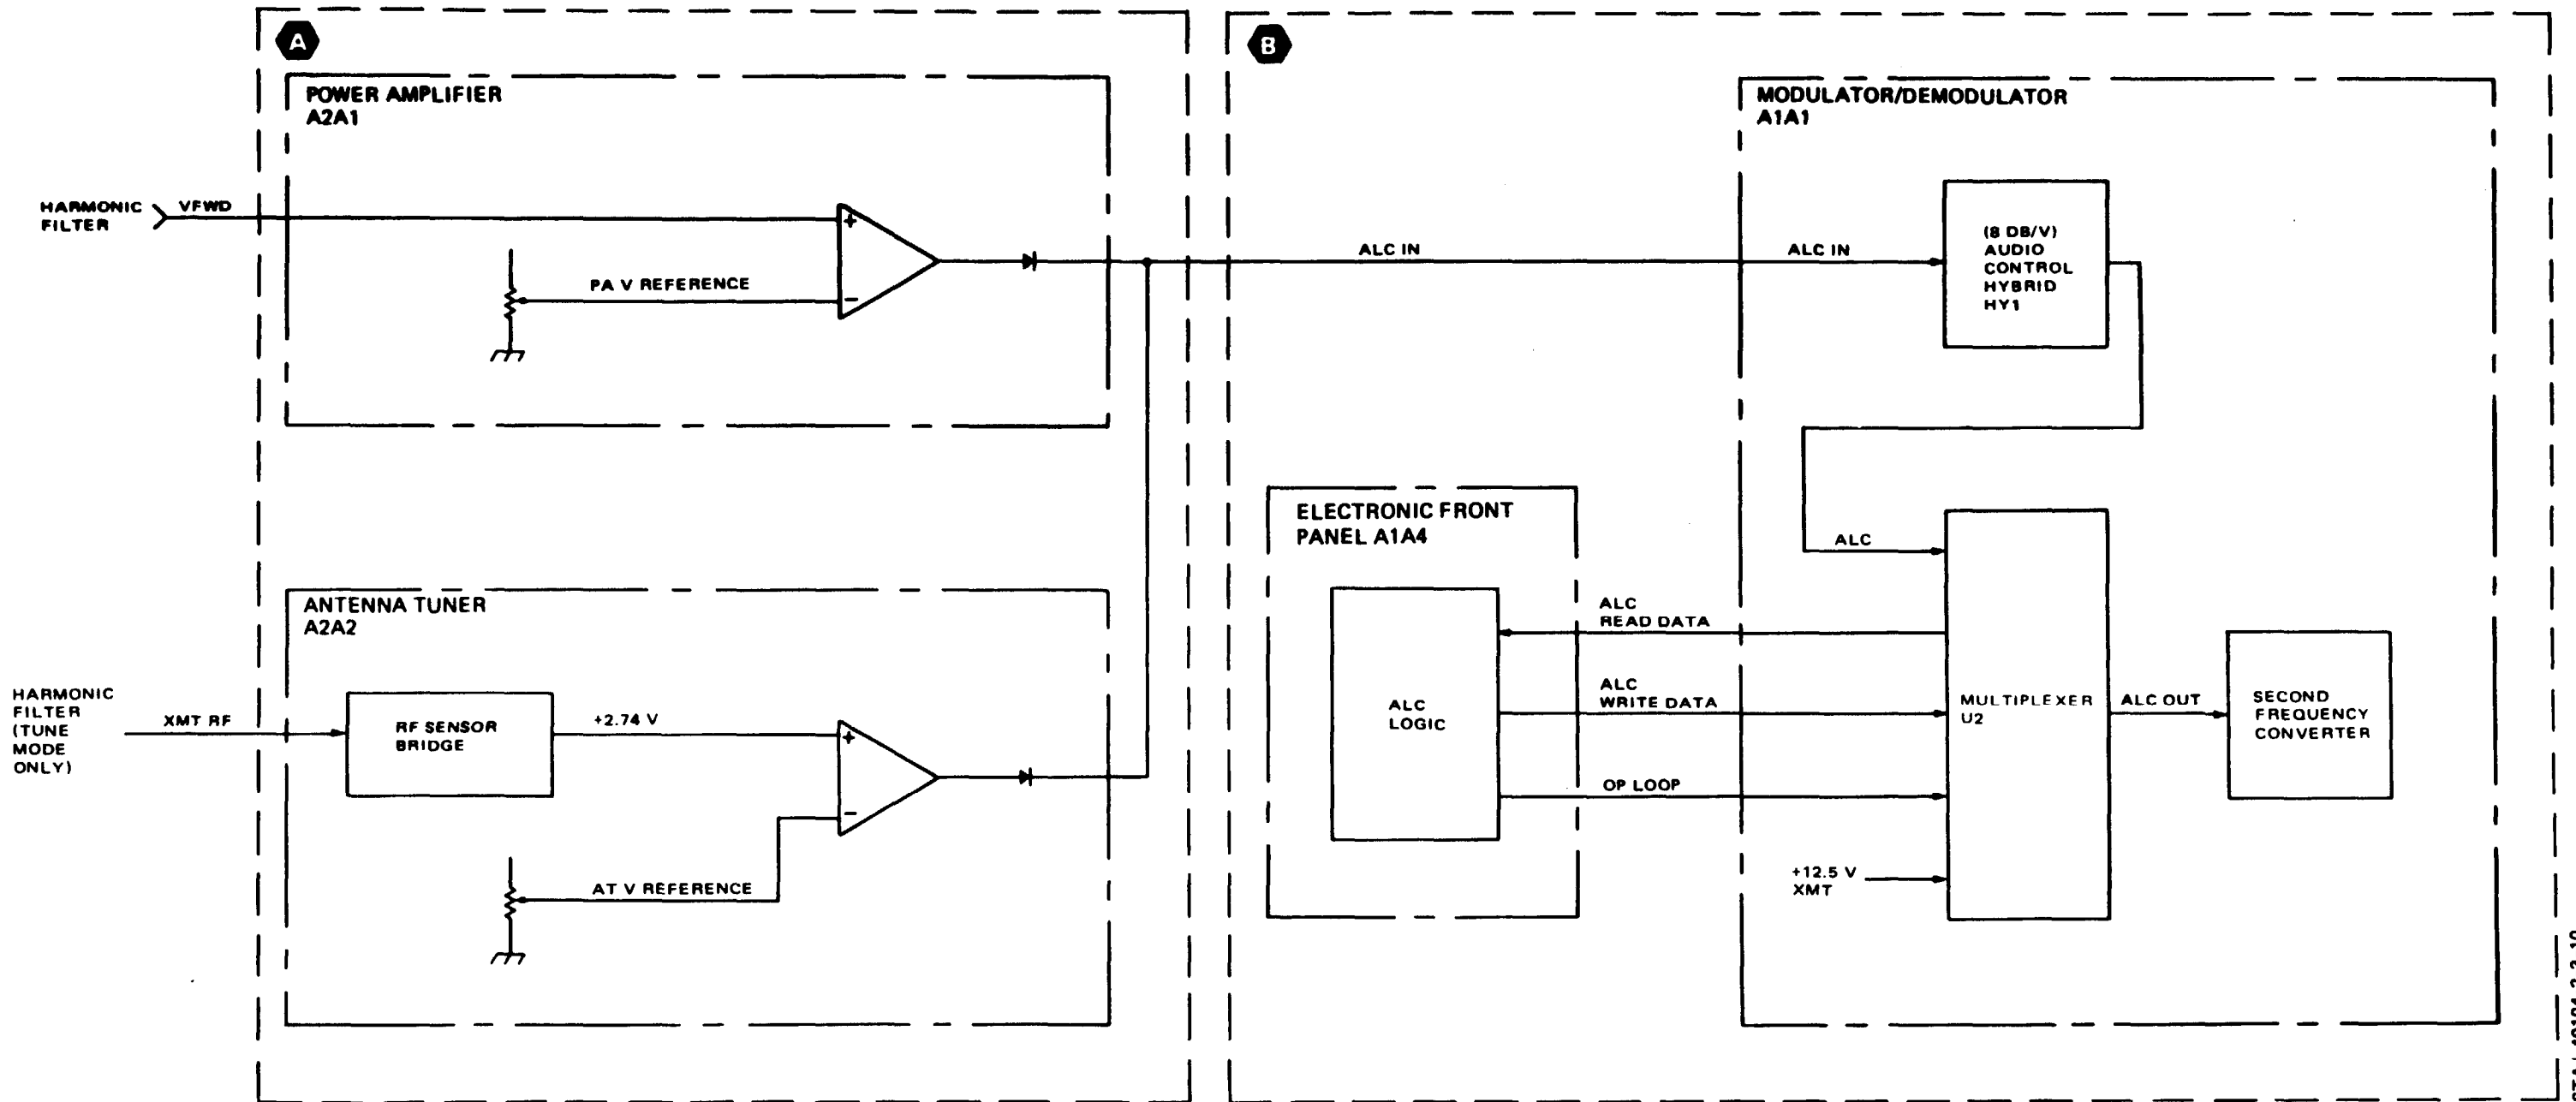 A
POWER AMPLIFIER
A2A1
HARMONIC
FILTER
VFWD
+
PA V REFERENCE
−
ANTENNA TUNER
A2A2
HARMONIC
FILTER
(TUNE
MODE
ONLY)
XMT RF
RF SENSOR
BRIDGE
+2.74 V
+
−
AT V REFERENCE
B
ALC IN
MODULATOR/DEMODULATOR
A1A1
ALC IN
(8 DB/V)
AUDIO
CONTROL
HYBRID
HY1
ELECTRONIC FRONT
PANEL A1A4
ALC
LOGIC
ALC
READ DATA
ALC
WRITE DATA
OP LOOP
ALC
+12.5 V
XMT
MULTIPLEXER
U2
ALC OUT
SECOND
FREQUENCY
CONVERTER